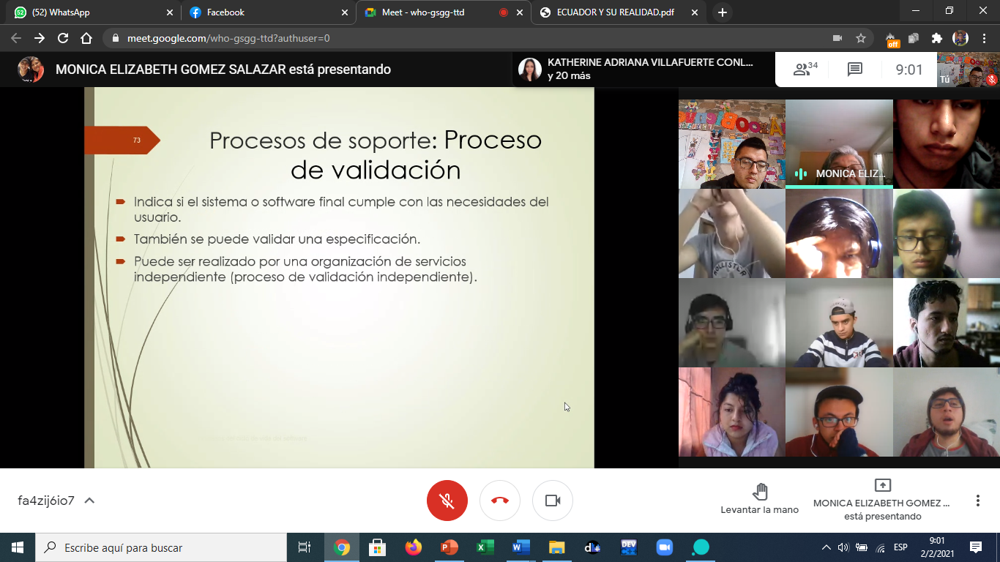 (52) WhatsApp
Facebook
Meet - who-gsgg-ttd
ECUADOR Y SU REALIDAD.pdf
meet.google.com/who-gsgg-ttd?authuser=0
off
MONICA ELIZABETH GOMEZ SALAZAR está presentando
KATHERINE ADRIANA VILLAFUERTE CONL...
y 20 más
34
9:01
Tú
73
Procesos de soporte: Proceso
de validación
Indica si el sistema o software final cumple con las necesidades del
usuario.
También se puede validar una especificación.
Puede ser realizado por una organización de servicios
independiente (proceso de validación independiente).
MONICA ELIZ...
HOLLISTER
fa4zij6io7
Levantar la mano
MONICA ELIZABETH GOMEZ ...
está presentando
Escribe aquí para buscar
DEV
ESP
9:01
2/2/2021